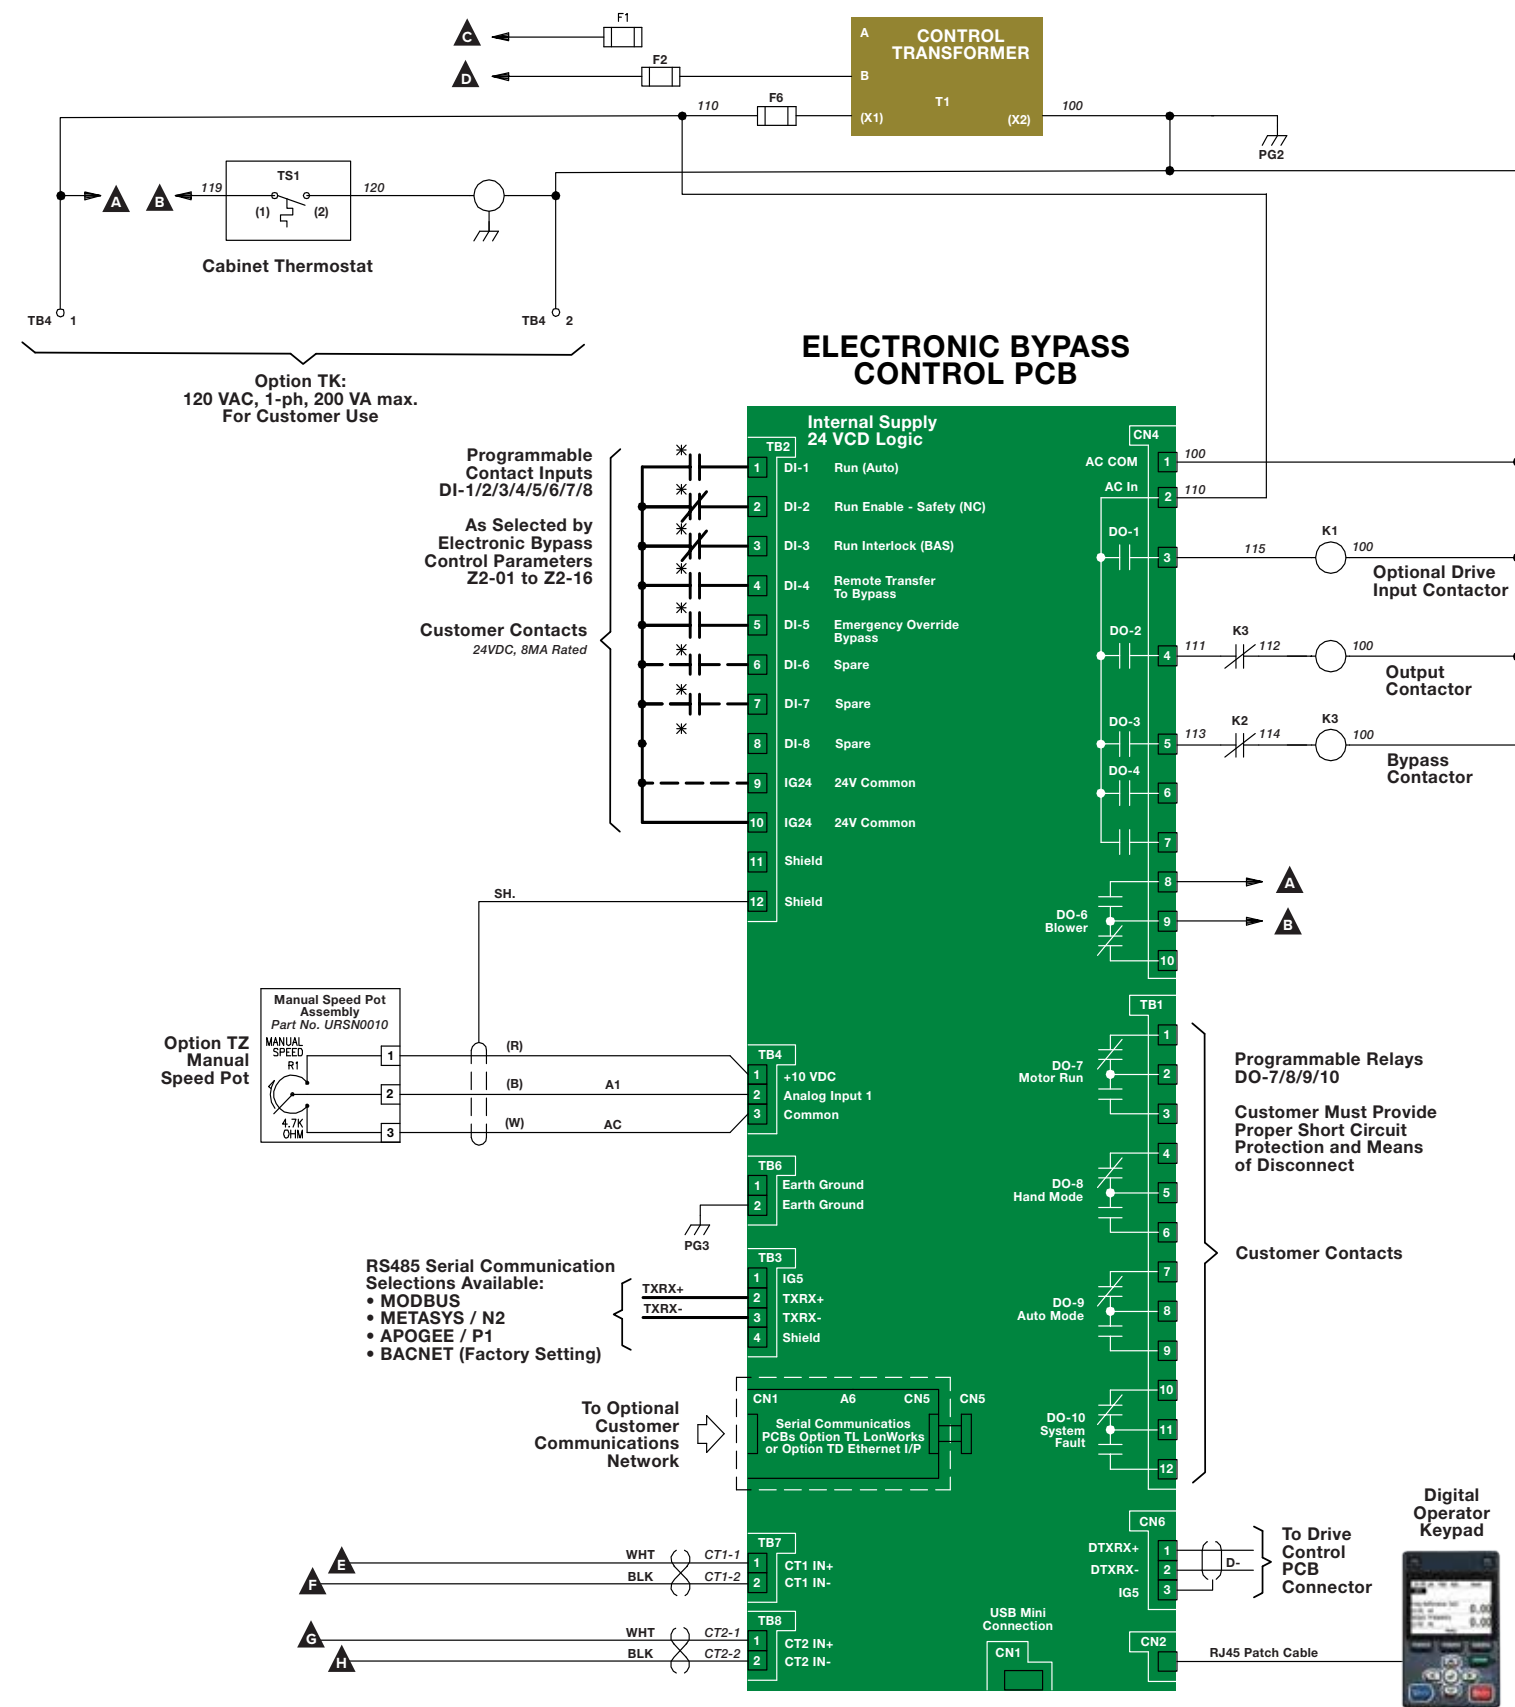 F1
C
CONTROL
TRANSFORMER
A
F2
D
B
110
F6
T1
100
(X1)
(X2)
PG2
TS1
119
120
A
B
(1)
(2)
Cabinet Thermostat
TB4 1
TB4 2
Option TK:
120 VAC, 1-ph, 200 VA max.
For Customer Use
ELECTRONIC BYPASS
CONTROL PCB
Internal Supply
24 VCD Logic
Programmable
Contact Inputs
DI-1/2/3/4/5/6/7/8
As Selected by
Electronic Bypass
Control Parameters
Z2-01 to Z2-16
Customer Contacts
24VDC, 8MA Rated
* * * * * * * *
TB2
1 DI-1 Run (Auto)
2 DI-2 Run Enable - Safety (NC)
3 DI-3 Run Interlock (BAS)
4 DI-4 Remote Transfer
To Bypass
5 DI-5 Emergency Override
Bypass
6 DI-6 Spare
7 DI-7 Spare
8 DI-8 Spare
9 IG24 24V Common
10 IG24 24V Common
11 Shield
12 Shield
SH.
CN4
AC COM 1 100
AC In 2 110
DO-1 3 115 K1 100
Optional Drive
Input Contactor
DO-2 4 111 K3 112 100
Output
Contactor
DO-3 5 113 K2 114 K3 100
Bypass
Contactor
DO-4 6
7
8 A
DO-6
Blower
9 B
10
Option TZ
Manual
Speed Pot
Manual Speed Pot
Assembly
Part No. URSN0010
MANUAL
SPEED
R1
4.7K
OHM
1 (R)
2 (B) A1
3 (W) AC
TB4
1 +10 VDC
2 Analog Input 1
3 Common
TB6
1 Earth Ground
2 Earth Ground
PG3
RS485 Serial Communication
Selections Available:
• MODBUS
• METASYS / N2
• APOGEE / P1
• BACNET (Factory Setting)
TXRX+
TXRX-
TB3
1 IG5
2 TXRX+
3 TXRX-
4 Shield
To Optional
Customer
Communications
Network
CN1 A6 CN5 CN5
Serial Communicatios
PCBs Option TL LonWorks
or Option TD Ethernet I/P
TB1
1
DO-7
Motor Run
2
3
4
DO-8
Hand Mode
5
6
7
DO-9
Auto Mode
8
9
10
DO-10
System
Fault
11
12
Programmable Relays
DO-7/8/9/10
Customer Must Provide
Proper Short Circuit
Protection and Means
of Disconnect
Customer Contacts
E WHT CT1-1
F BLK CT1-2
TB7
1 CT1 IN+
2 CT1 IN-
G WHT CT2-1
H BLK CT2-2
TB8
1 CT2 IN+
2 CT2 IN-
USB Mini
Connection
CN1
CN6
DTXRX+ 1
DTXRX- 2 D-
IG5 3
To Drive
Control
PCB
Connector
CN2
RJ45 Patch Cable
Digital
Operator
Keypad
0.00
0.00